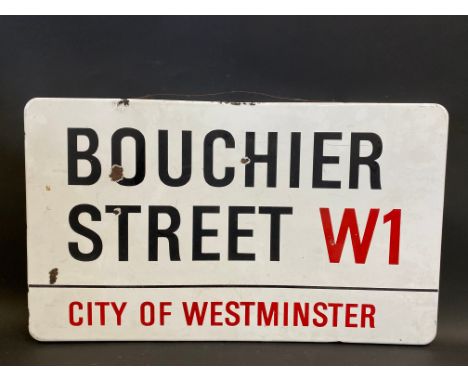 BOUCHIER
STREET W1
CITY OF WESTMINSTER